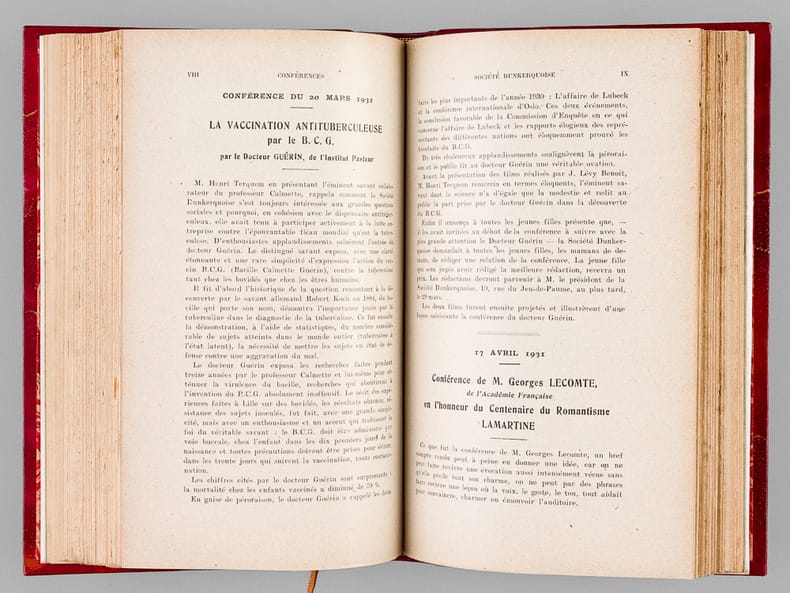 VIII CONFÉRENCES
CONFÉRENCE DU 20 MARS 1931
LA VACCINATION ANTITUBERCULEUSE
par le B. C. G.
par le Docteur GUÉRIN, de l'Institut Pasteur
M. Henri Terquem en présentant l'éminent savant collabo-
rateur du professeur Calmette, rappela comment la Société
Dunkerquoise s'est toujours intéressée aux grandes questions
sociales et pourquoi, en cohésion avec le dispensaire antituber-
culeux, elle avait tenu à participer activement à la lutte en-
treprise contre l'épouvantable fléau mondial qu'est la tuber-
culose. D'enthousiastes applaudissements saluèrent l'entrée du
docteur Guérin. Le distingué savant exposa, avec une clarté
étonnante et une rare simplicité d'expression l'action du vac-
cin B.C.G. (Bacille Calmette Guérin), contre la tuberculose
tant chez les bovidés que chez les êtres humains.
Il fit d'abord l'historique de la question remontant à la dé-
couverte par le savant allemand Robert Koch en 1881, du ba-
cille qui porte son nom, démontra l'importance jouée par la
tuberculine dans le diagnostic de la tuberculose. Ce fut ensuite
la démonstration, à l'aide de statistiques, du nombre considé-
rable de sujets atteints dans le monde entier (tuberculose à
l'état latent), la nécessité de mettre les sujets en état de dé-
fense contre une aggravation du mal.
Le docteur Guérin exposa les recherches faites pendant
treize années par le professeur Calmette et lui-même pour at-
ténuer la virulence du bacille, recherches qui aboutirent à
l'invention du B.C.G. absolument inoffensif. Le récit des expé-
riences faites à Lille sur des bovidés, les résultats obtenus, ré-
sistance des sujets inoculés, fut fait, avec une grande simpli-
cité, mais avec un enthousiasme et un accent qui trahissent la
foi du véritable savant : le B.C.G. doit être administré par
voie buccale, chez l'enfant dans les dix premiers jours de la
naissance et toutes précautions doivent être prises pour éviter,
dans les trente jours qui suivent la vaccination, toute contami-
nation.
Les chiffres cités par le docteur Guérin sont surprenants :
la mortalité chez les enfants vaccinés a diminué de %.
En guise de péroraison, le docteur Guérin a rappelé les deux
SOCIÉTÉ DUNKERQUOISE IX
faits les plus importants de l'année 1930 : L'affaire de Lubeck
et la conférence internationale d'Oslo. Ces deux événements,
la conclusion favorable de la Commission d'Enquête en ce qui
concerne l'affaire de Lubeck et les rapports élogieux des repré-
sentants des différentes nations ont éloquemment prouvé les
bienfaits du B.C.G.
De très chaleureux applaudissements soulignèrent la pérorai-
son et le public fit au docteur Guérin une véritable ovation.
Avant la présentation des films réalisés par J. Lévy Benoit,
M. Henri Terquem remercia en termes éloquents, l'éminent sa-
vant dont la science n'a d'égale que la modestie et redit au
public la part prise par le docteur Guérin dans la découverte
du B.C.G.
Enfin il annonça à toutes les jeunes filles présente que, —
il les avait invitées au début de la conférence à suivre avec la
plus grande attention le Docteur Guérin — la Société Dunker-
quoise demandait à toutes les jeunes filles, les mamans de de-
main, de rédiger une relation de la conférence. La jeune fille
qui sera jugée avoir rédigé la meilleure rédaction, recevra un
prix. Les rédactions devront parvenir à M. le président de la
Société Dunkerquoise, 19, rue du Jeu-de-Paume, au plus tard,
le 29 mars.
Les deux films furent ensuite projetés et illustrèrent d'une
façon saisissante la conférence du docteur Guérin.
17 AVRIL 1931
Conférence de M. Georges LECOMTE,
de l'Académie Française
en l'honneur du Centenaire du Romantisme
LAMARTINE
Ce que fut la conférence de M. Georges Lecomte, un bref
compte rendu peut à peine en donner une idée, car on ne
peut faire revivre une évocation aussi intensément vécue sans
qu'elle perde tout son charme, on ne peut par des phrases
faire revivre une leçon où la voix, le geste, le ton, tout aidait
pour convaincre, charmer ou émouvoir l'auditoire.